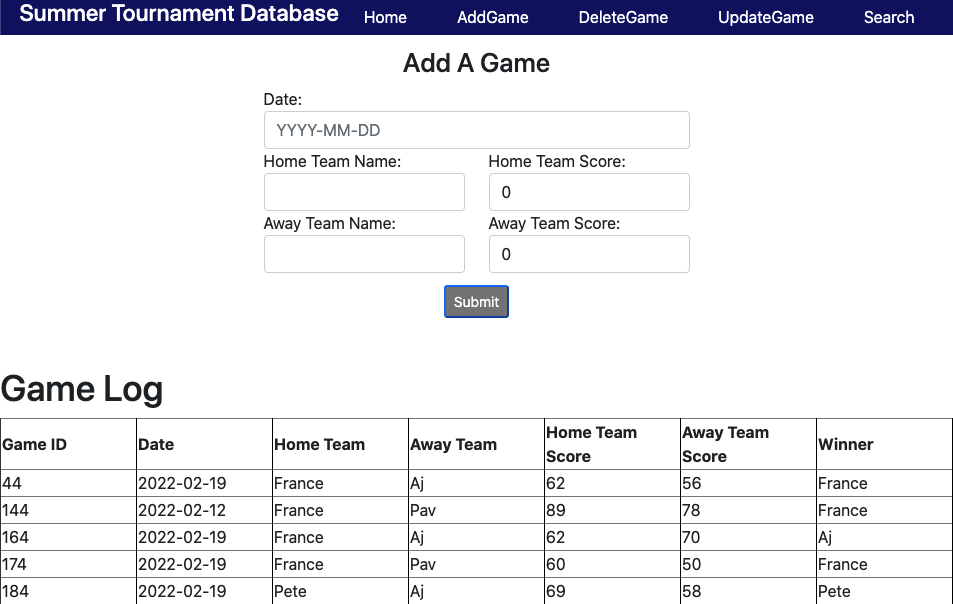 Summer Tournament Database Home AddGame DeleteGame UpdateGame Search
Add A Game
Date:
YYYY-MM-DD
Home Team Name: Home Team Score:
0
Away Team Name: Away Team Score:
0
Submit
Game Log
Game ID Date Home Team Away Team Home Team Score Away Team Score Winner
44 2022-02-19 France Aj 62 56 France
144 2022-02-12 France Pav 89 78 France
164 2022-02-19 France Aj 62 70 Aj
174 2022-02-19 France Pav 60 50 France
184 2022-02-19 Pete Aj 69 58 Pete